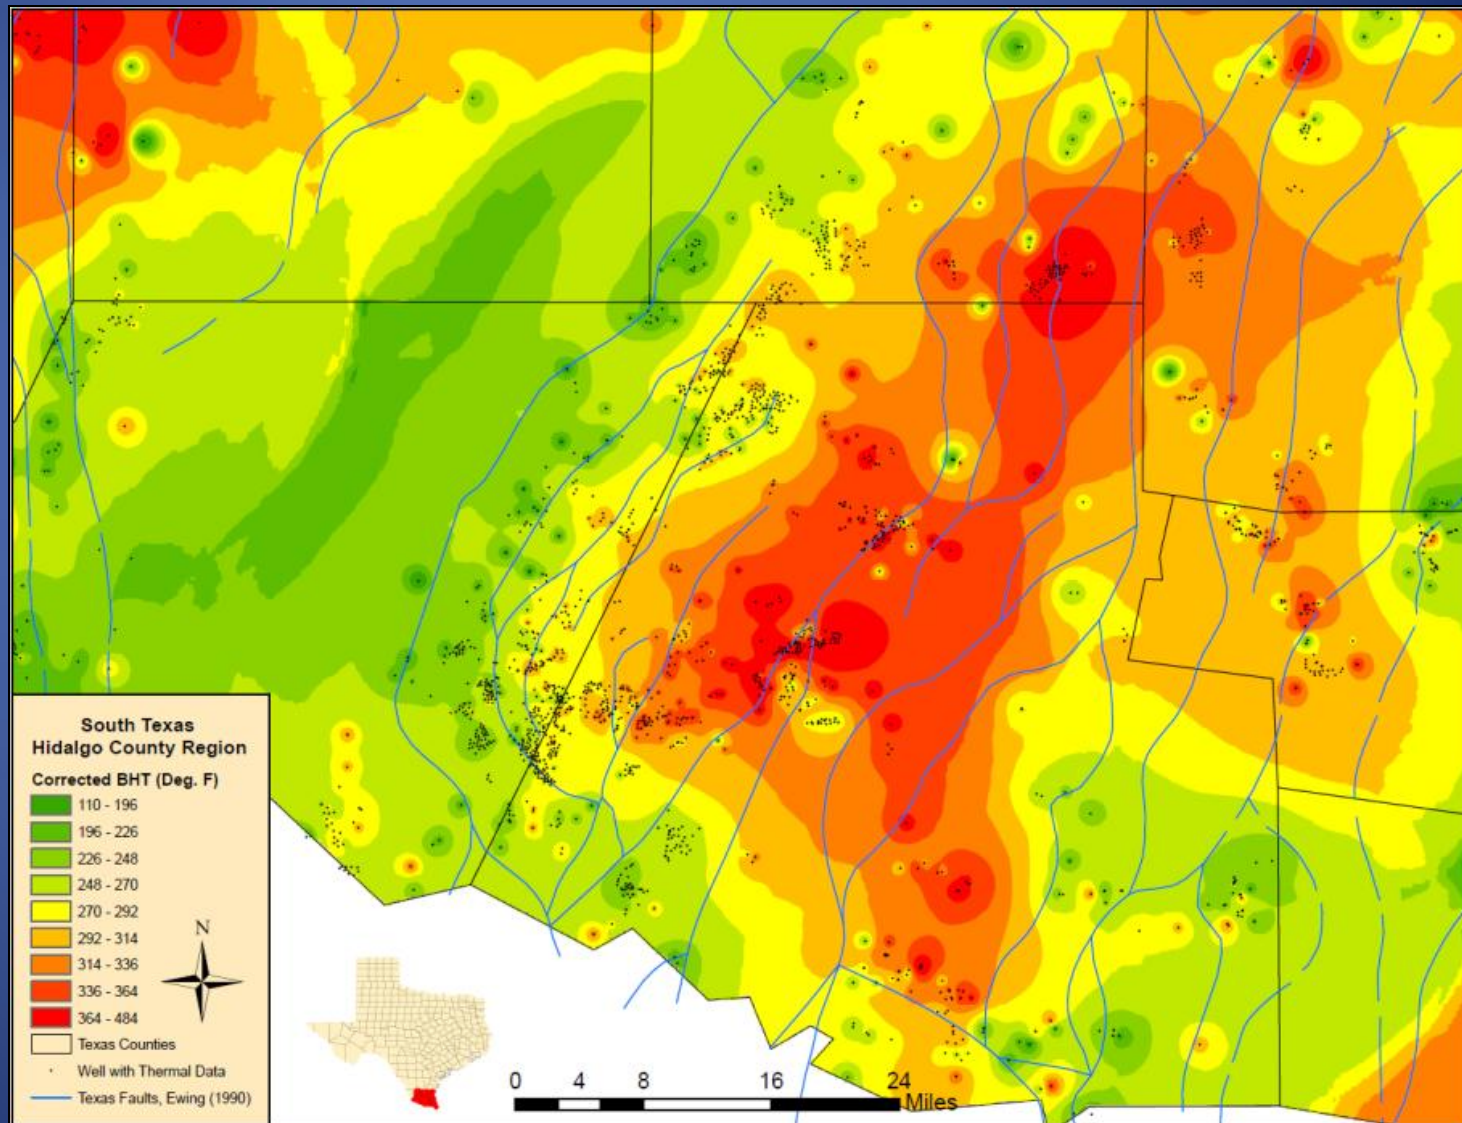 South Texas
Hidalgo County Region
Corrected BHT (Deg. F)
110 - 196
196 - 226
226 - 248
248 - 270
270 - 292
292 - 314
314 - 336
336 - 364
364 - 484
Texas Counties
Well with Thermal Data
Texas Faults, Ewing (1990)
N
0 4 8 16 24
Miles